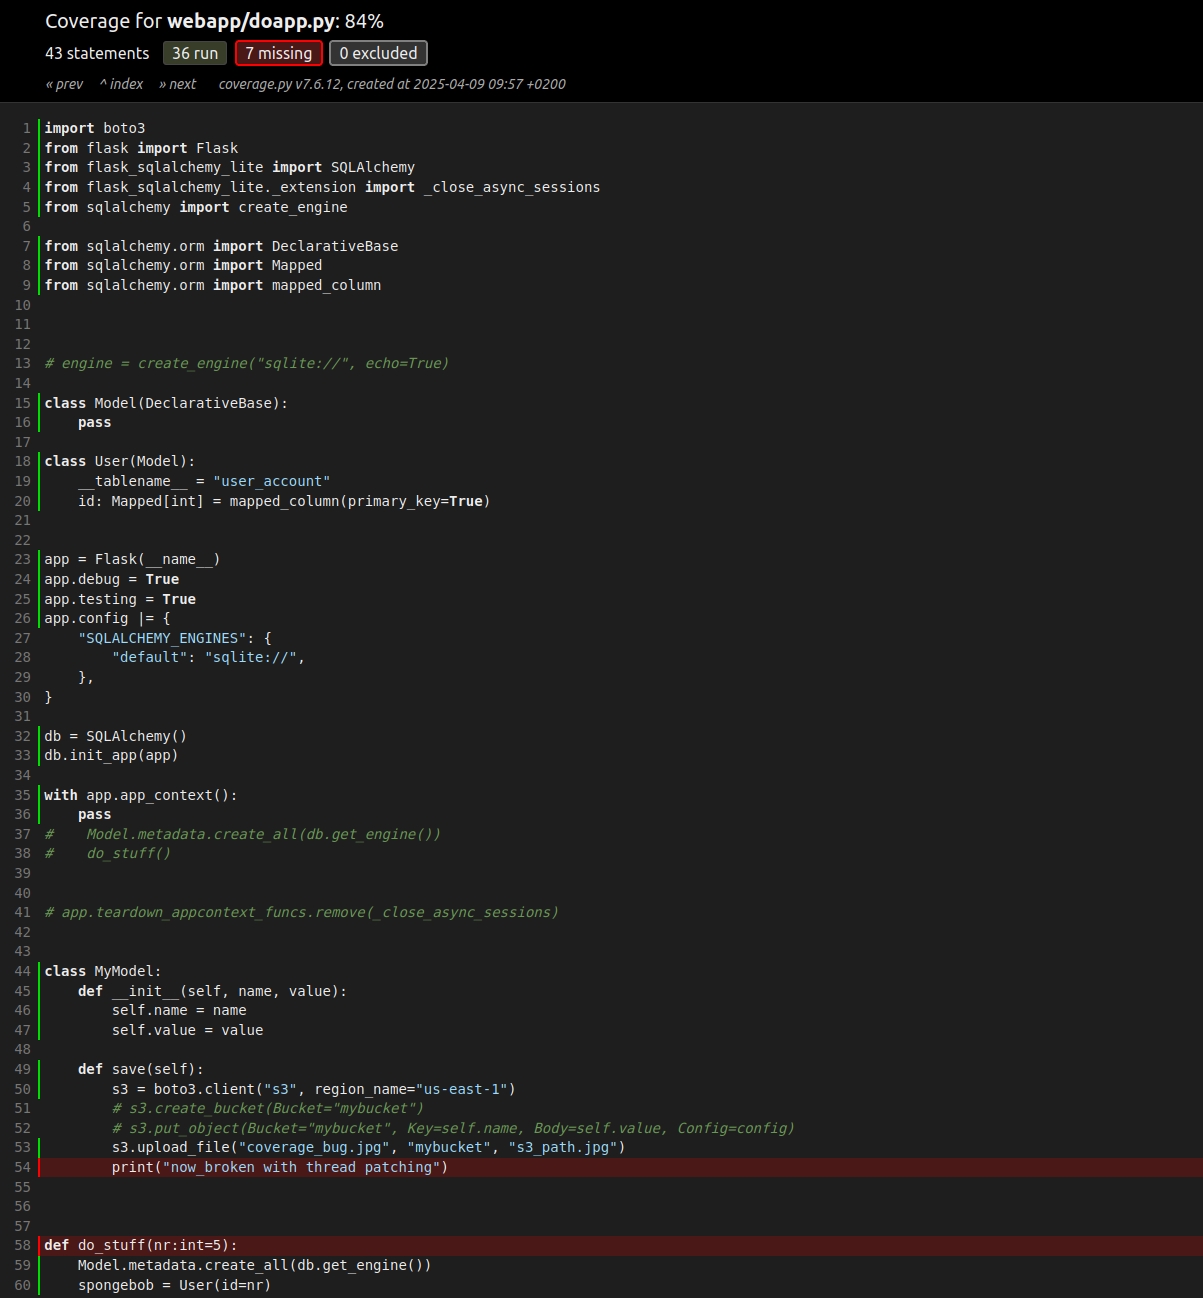 Coverage for webapp/doapp.py: 84%
43 statements 36 run 7 missing 0 excluded
« prev ^ index » next coverage.py v7.6.12, created at 2025-04-09 09:57 +0200
1 import boto3
2 from flask import Flask
3 from flask_sqlalchemy_lite import SQLAlchemy
4 from flask_sqlalchemy_lite._extension import _close_async_sessions
5 from sqlalchemy import create_engine
6
7 from sqlalchemy.orm import DeclarativeBase
8 from sqlalchemy.orm import Mapped
9 from sqlalchemy.orm import mapped_column
10
11
12
13 # engine = create_engine("sqlite://", echo=True)
14
15 class Model(DeclarativeBase):
16     pass
17
18 class User(Model):
19     __tablename__ = "user_account"
20     id: Mapped[int] = mapped_column(primary_key=True)
21
22
23 app = Flask(__name__)
24 app.debug = True
25 app.testing = True
26 app.config |= {
27     "SQLALCHEMY_ENGINES": {
28         "default": "sqlite://",
29     },
30 }
31
32 db = SQLAlchemy()
33 db.init_app(app)
34
35 with app.app_context():
36     pass
37 #    Model.metadata.create_all(db.get_engine())
38 #    do_stuff()
39
40
41 # app.teardown_appcontext_funcs.remove(_close_async_sessions)
42
43
44 class MyModel:
45     def __init__(self, name, value):
46         self.name = name
47         self.value = value
48
49     def save(self):
50         s3 = boto3.client("s3", region_name="us-east-1")
51         # s3.create_bucket(Bucket="mybucket")
52         # s3.put_object(Bucket="mybucket", Key=self.name, Body=self.value, Config=config)
53         s3.upload_file("coverage_bug.jpg", "mybucket", "s3_path.jpg")
54         print("now_broken with thread patching")
55
56
57
58 def do_stuff(nr:int=5):
59     Model.metadata.create_all(db.get_engine())
60     spongebob = User(id=nr)